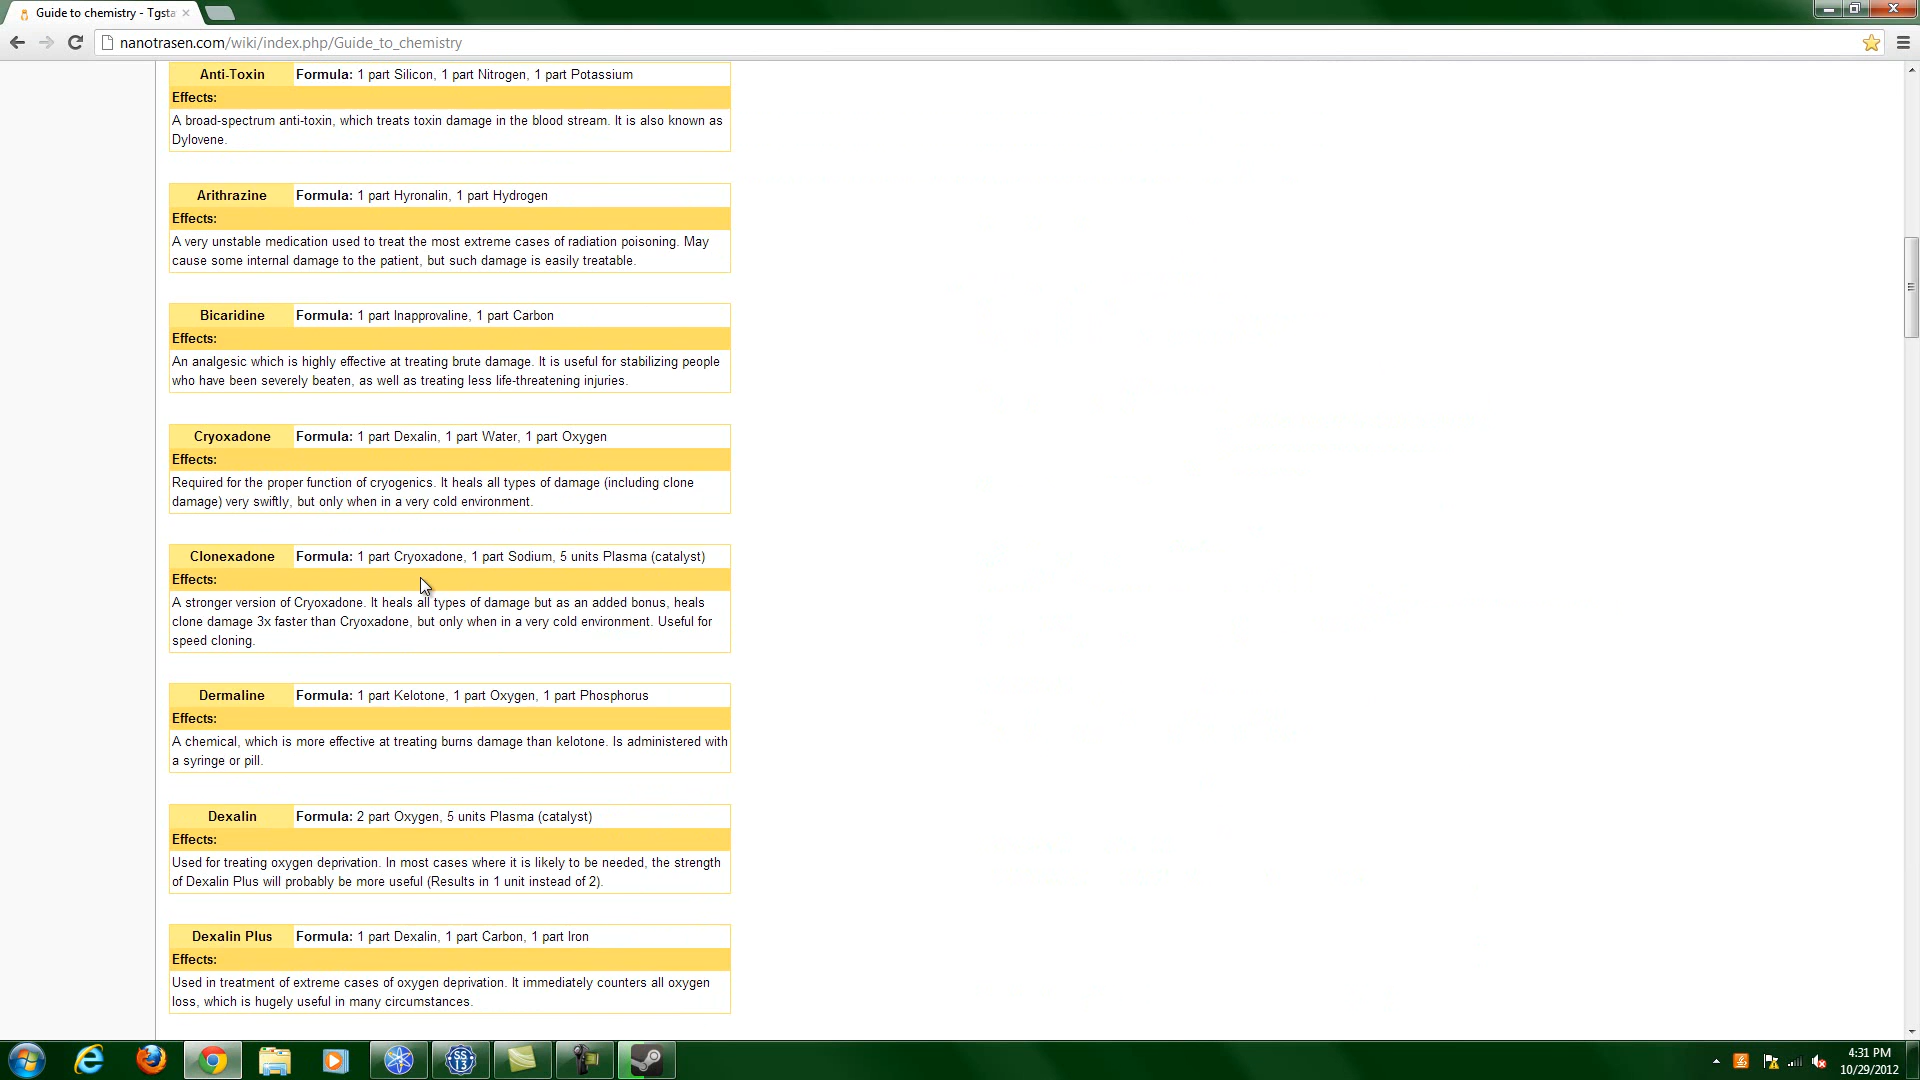 Guide to chemistry - Tgsta
nanotrasen.com/wiki/index.php/Guide_to_chemistry
Anti-Toxin Formula: 1 part Silicon, 1 part Nitrogen, 1 part Potassium
Effects:
A broad-spectrum anti-toxin, which treats toxin damage in the blood stream. It is also known as
Dylovene.
Arithrazine Formula: 1 part Hyronalin, 1 part Hydrogen
Effects:
A very unstable medication used to treat the most extreme cases of radiation poisoning. May
cause some internal damage to the patient, but such damage is easily treatable.
Bicaridine Formula: 1 part Inapprovaline, 1 part Carbon
Effects:
An analgesic which is highly effective at treating brute damage. It is useful for stabilizing people
who have been severely beaten, as well as treating less life-threatening injuries.
Cryoxadone Formula: 1 part Dexalin, 1 part Water, 1 part Oxygen
Effects:
Required for the proper function of cryogenics. It heals all types of damage (including clone
damage) very swiftly, but only when in a very cold environment.
Clonexadone Formula: 1 part Cryoxadone, 1 part Sodium, 5 units Plasma (catalyst)
Effects:
A stronger version of Cryoxadone. It heals all types of damage but as an added bonus, heals
clone damage 3x faster than Cryoxadone, but only when in a very cold environment. Useful for
speed cloning.
Dermaline Formula: 1 part Kelotone, 1 part Oxygen, 1 part Phosphorus
Effects:
A chemical, which is more effective at treating burns damage than kelotone. Is administered with
a syringe or pill.
Dexalin Formula: 2 part Oxygen, 5 units Plasma (catalyst)
Effects:
Used for treating oxygen deprivation. In most cases where it is likely to be needed, the strength
of Dexalin Plus will probably be more useful (Results in 1 unit instead of 2).
Dexalin Plus Formula: 1 part Dexalin, 1 part Carbon, 1 part Iron
Effects:
Used in treatment of extreme cases of oxygen deprivation. It immediately counters all oxygen
loss, which is hugely useful in many circumstances.
SS
13
4:31 PM
10/29/2012